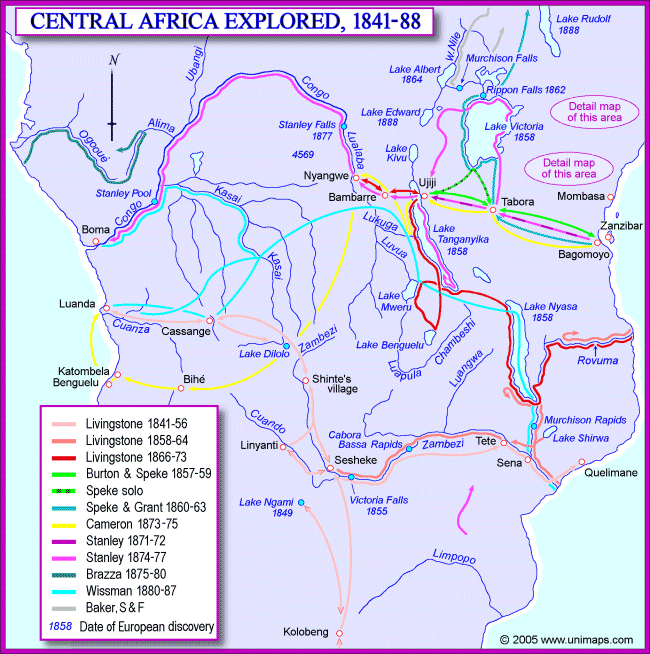 CENTRAL AFRICA EXPLORED, 1841-88
N
Ubangi
Congo
Alima
Ogooué
W.Nile
Lake Rudolf
1888
Murchison Falls
Lake Albert
1864
Rippon Falls 1862
Lake Edward
1888
Lake Victoria
1858
Detail map
of this area
Detail map
of this area
Stanley Falls
1877
4569
Lualaba
Lake
Kivu
Nyangwe
Bambarre
Ujiji
Tabora
Mombasa
Zanzibar
Bagomoyo
Stanley Pool
Congo
Boma
Kasai
Kasai
Lukuga
Luvua
Lake
Tanganyika
1858
Luanda
Cuanza
Cassange
Lake
Mweru
Lake Nyasa
1858
Lake Dilolo
Zambezi
Lake Benguelu
Chambeshi
Luapula
Luangwa
Rovuma
Katombela
Benguelu
Bihé
Shinte's
village
Murchison Rapids
Lake Shirwa
Cuando
Linyanti
Sesheke
Cabora
Bassa Rapids
Zambezi
Tete
Sena
Quelimane
Victoria Falls
1855
Lake Ngami
1849
Limpopo
Kolobeng
Livingstone 1841-56
Livingstone 1858-64
Livingstone 1866-73
Burton & Speke 1857-59
Speke solo
Speke & Grant 1860-63
Cameron 1873-75
Stanley 1871-72
Stanley 1874-77
Brazza 1875-80
Wissman 1880-87
Baker, S & F
1858 Date of European discovery
© 2005 www.unimaps.com